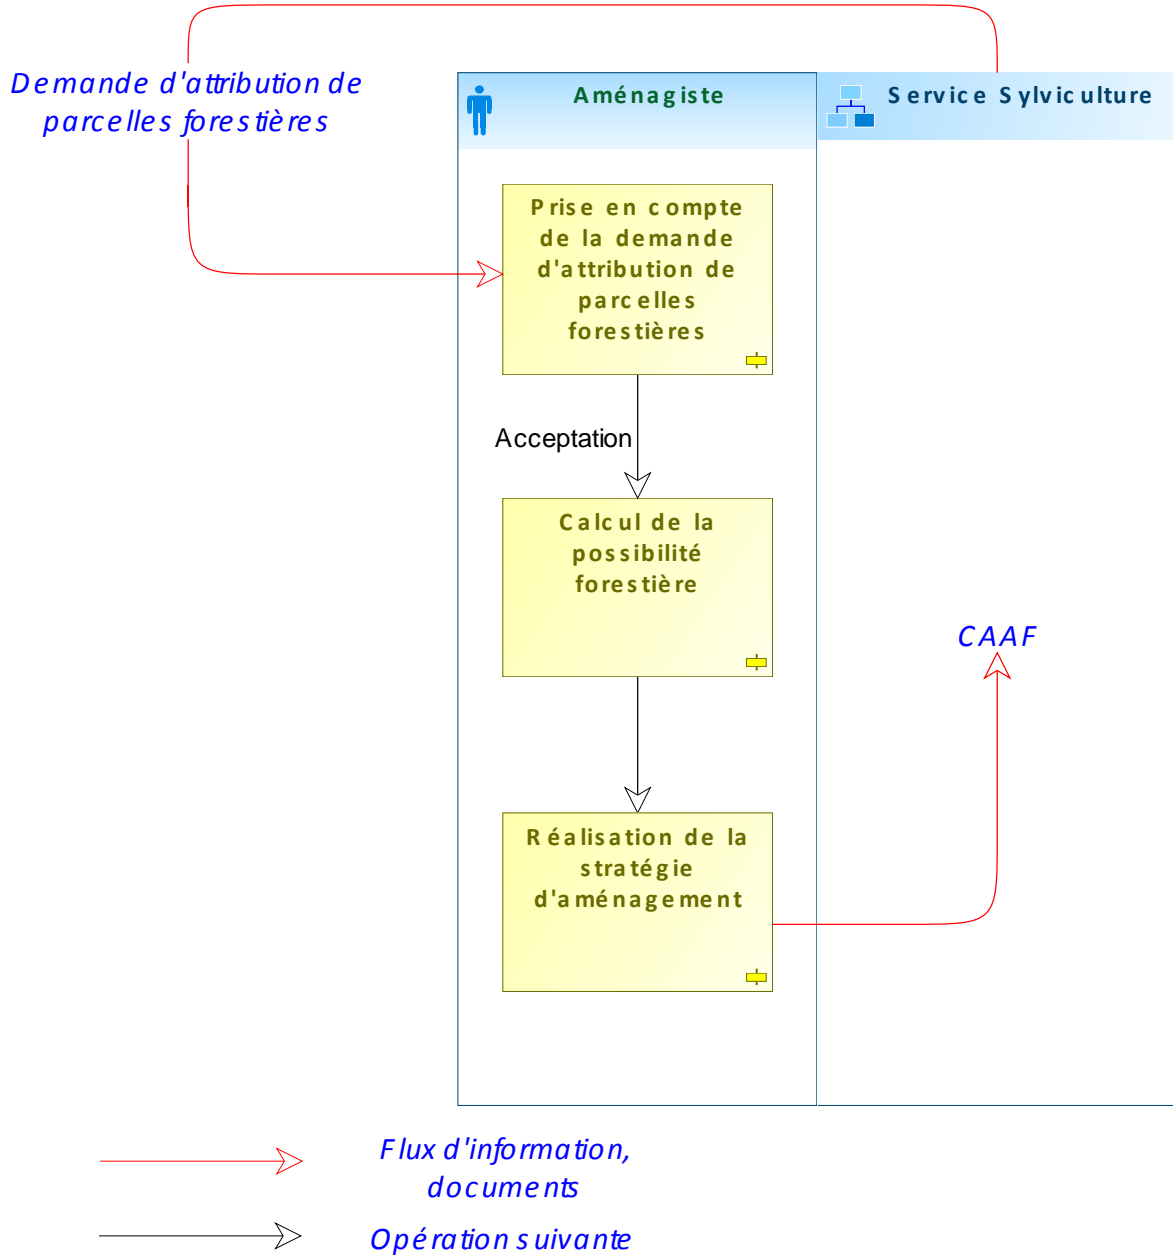 Demande d'attribution de
parcelles forestières
Aménagiste
Service Sylviculture
Prise en compte
de la demande
d'attribution de
parcelles
forestières
Acceptation
Calcul de la
possibilité
forestière
CAAF
Réalisation de la
stratégie
d'aménagement
Flux d'information,
documents
Opération suivante